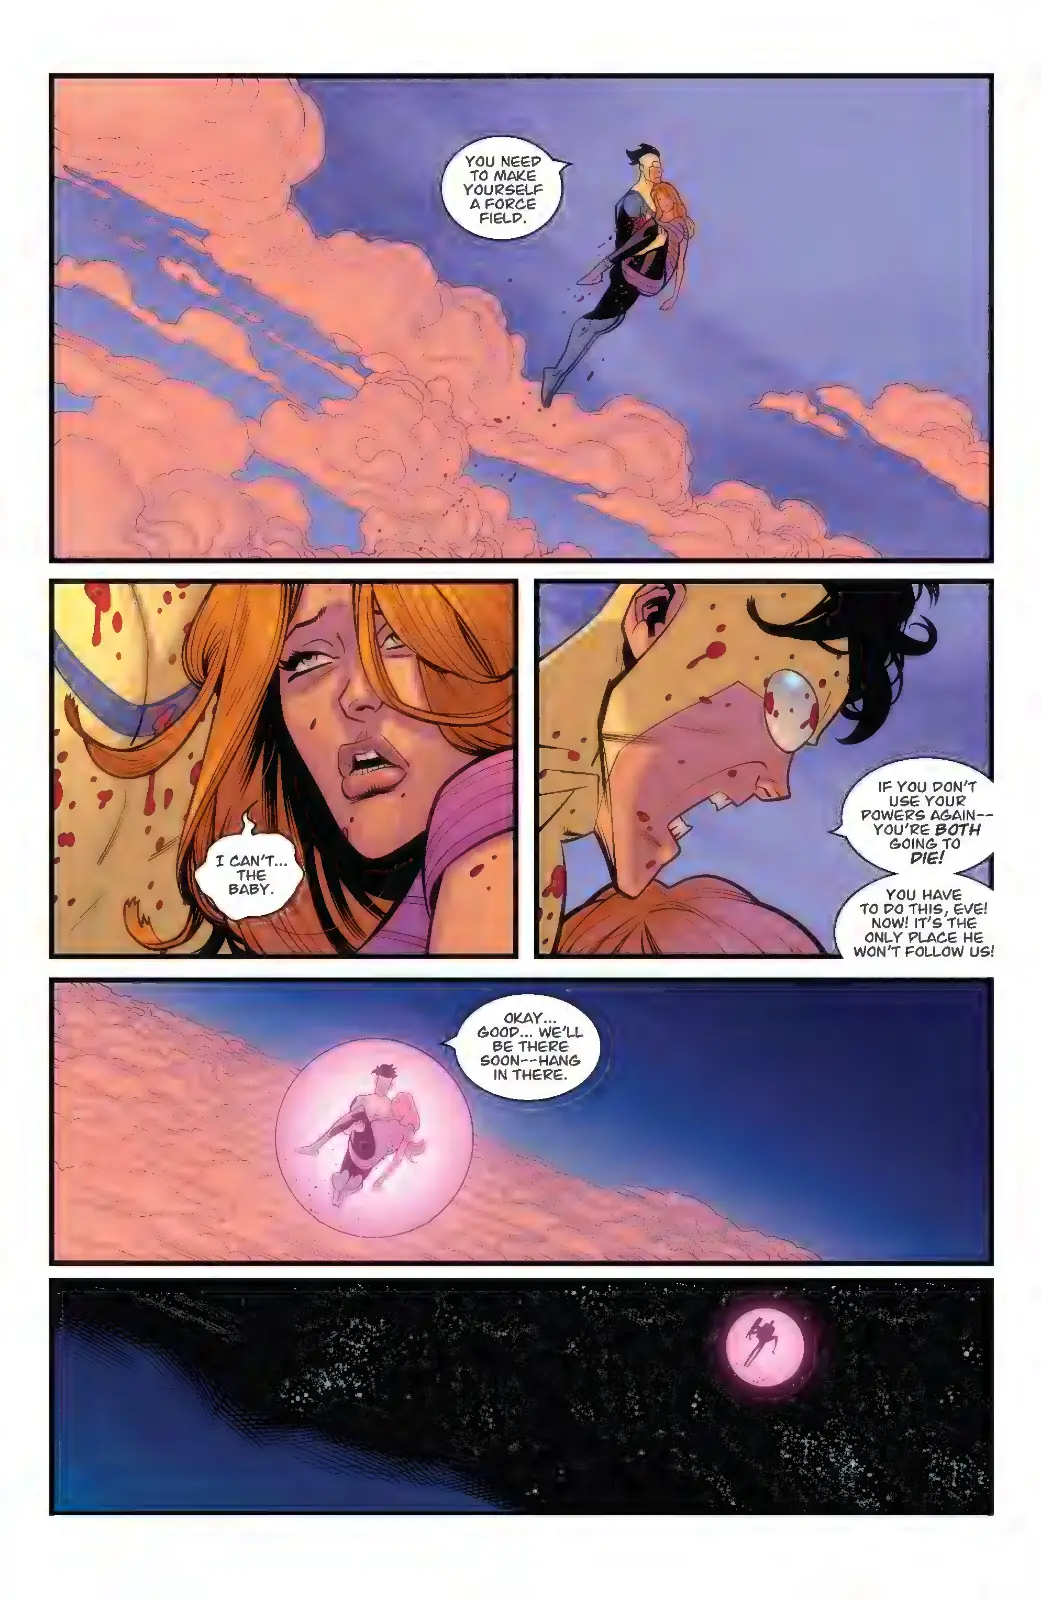 YOU NEED
TO MAKE
YOURSELF
A FORCE
FIELD.
I CAN'T...
THE
BABY.
IF YOU DON'T
USE YOUR
POWERS AGAIN--
YOU'RE BOTH
GOING TO
DIE!
YOU HAVE
TO DO THIS, EVE!
NOW! IT'S THE
ONLY PLACE HE
WON'T FOLLOW US!
OKAY...
GOOD... WE'LL
BE THERE
SOON--HANG
IN THERE.